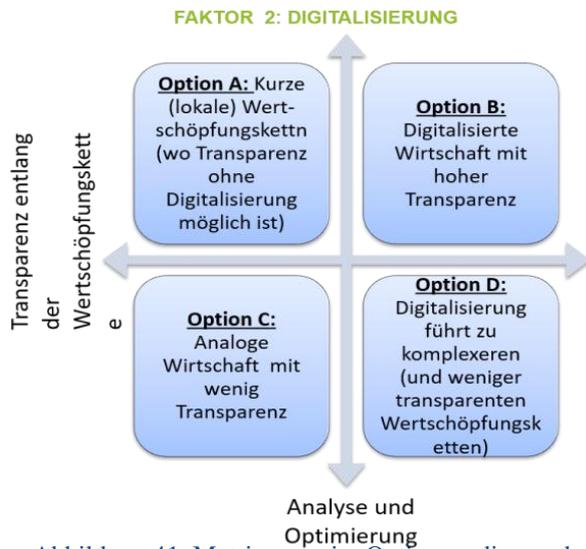 FAKTOR 2: DIGITALISIERUNG
Option A: Kurze
(lokale) Wert-
schöpfungskettn
(wo Transparenz
ohne
Digitalisierung
möglich ist)
Option B:
Digitalisierte
Wirtschaft mit
hoher
Transparenz
Transparenz entlang
der
Wertschöpfungskett
e
Option C:
Analoge
Wirtschaft mit
wenig
Transparenz
Option D:
Digitalisierung
führt zu
komplexeren
(und weniger
transparenten
Wertschöpfungsk
etten)
Analyse und
Optimierung